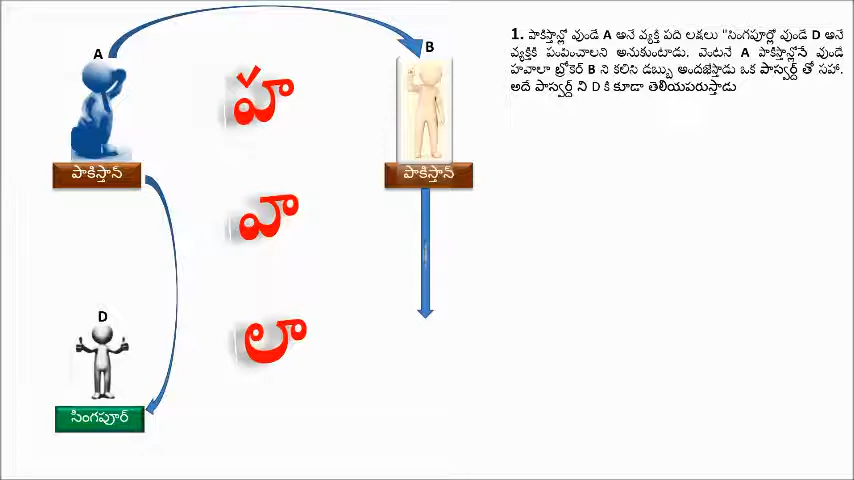 A
B
1. పాకిస్తాన్లో వుండే A అనే వ్యక్తి పది లక్షలు "సింగపూర్లో వుండే D అనే
వ్యక్తికి పంపించాలని అనుకుంటాడు. వెంటనే A పాకిస్తాన్లోనే వుండే
హవాలా బ్రోకెర్ B ని కలిసి డబ్బు అందజేస్తాడు ఒక పాస్వర్డ్ తో సహా.
అదే పాస్వర్డ్ ని D కి కూడా తెలియపరుస్తాడు
హ
పాకిస్తాన్
పాకిస్తాన్
వా
లా
D
సింగపూర్